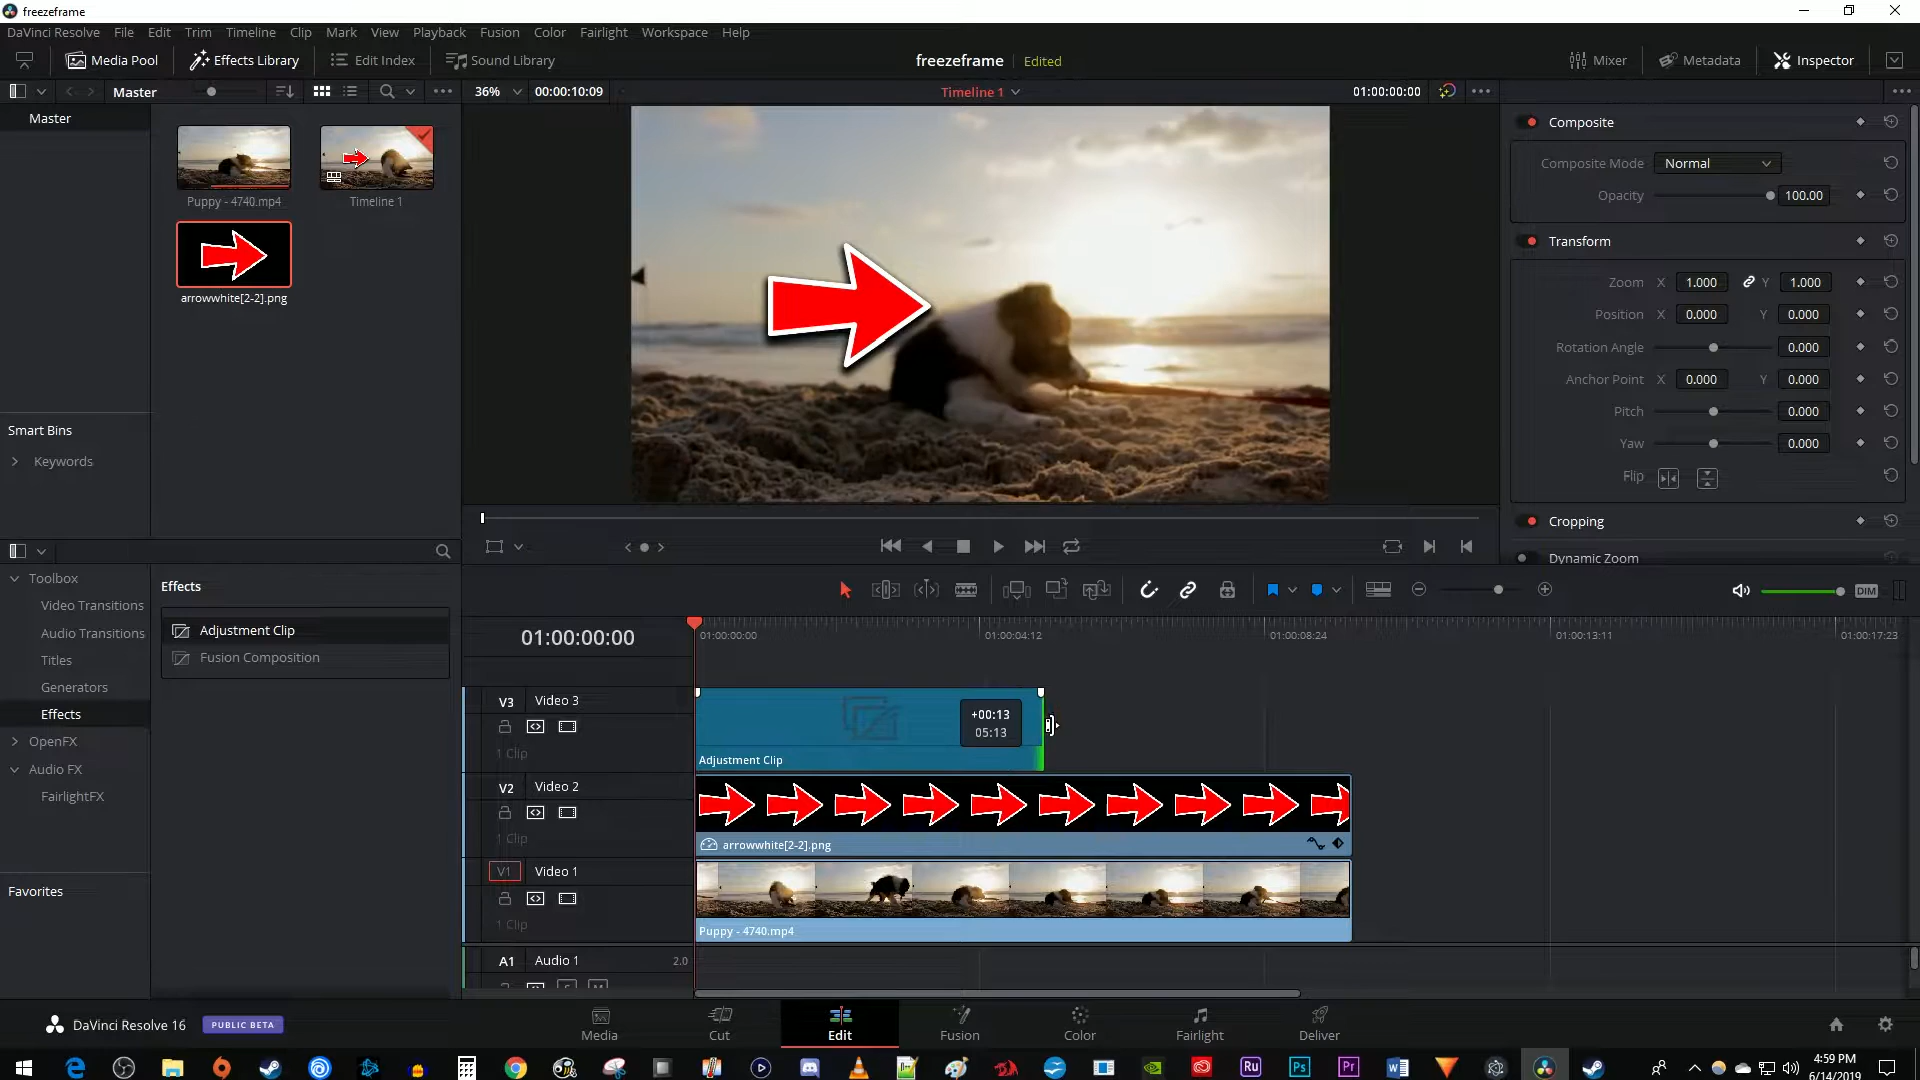 freezeframe
DaVinci Resolve File Edit Trim Timeline Clip Mark View Playback Fusion Color Fairlight Workspace Help
Media Pool Effects Library Edit Index Sound Library freezeframe Edited Mixer Metadata Inspector
Master 36% 00:00:10:09 Timeline 1 01:00:00:00
Master
Puppy - 4740.mp4 Timeline 1
arrowwhite[2-2].png
Smart Bins
Keywords
Composite
Composite Mode Normal
Opacity 100.00
Transform
Zoom X 1.000 Y 1.000
Position X 0.000 Y 0.000
Rotation Angle 0.000
Anchor Point X 0.000 Y 0.000
Pitch 0.000
Yaw 0.000
Flip
Cropping
Dynamic Zoom
Toolbox
Video Transitions
Audio Transitions
Titles
Generators
Effects
OpenFX
Audio FX
FairlightFX
Favorites
Effects
Adjustment Clip
Fusion Composition
DIM
01:00:00:00
01:00:00:00 01:00:04:12 01:00:08:24 01:00:13:11 01:00:17:23
V3 Video 3
1 Clip
+00:13
05:13
Adjustment Clip
V2 Video 2
1 Clip
arrowwhite[2-2].png
V1 Video 1
1 Clip
Puppy - 4740.mp4
A1 Audio 1 2.0
DaVinci Resolve 16 PUBLIC BETA
Media Cut Edit Fusion Color Fairlight Deliver
Ru Ps Pr
4:59 PM
6/14/2019